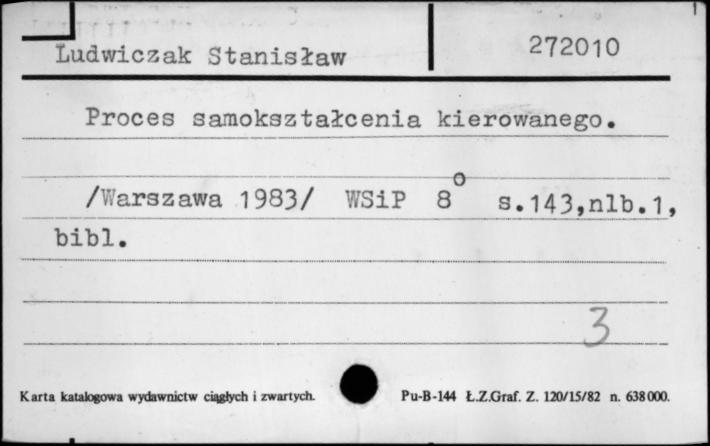 Ludwiczak Stanisław 272010
Proces samokształcenia kierowanego.
/Warszawa 1983/ WSiP 8° s.143,nlb.1,
bibl.
3
Karta katalogowa wydawnictw ciągłych i zwartych. Pu-B-144 Ł.Z.Graf. Z. 120/15/82 n. 638000.